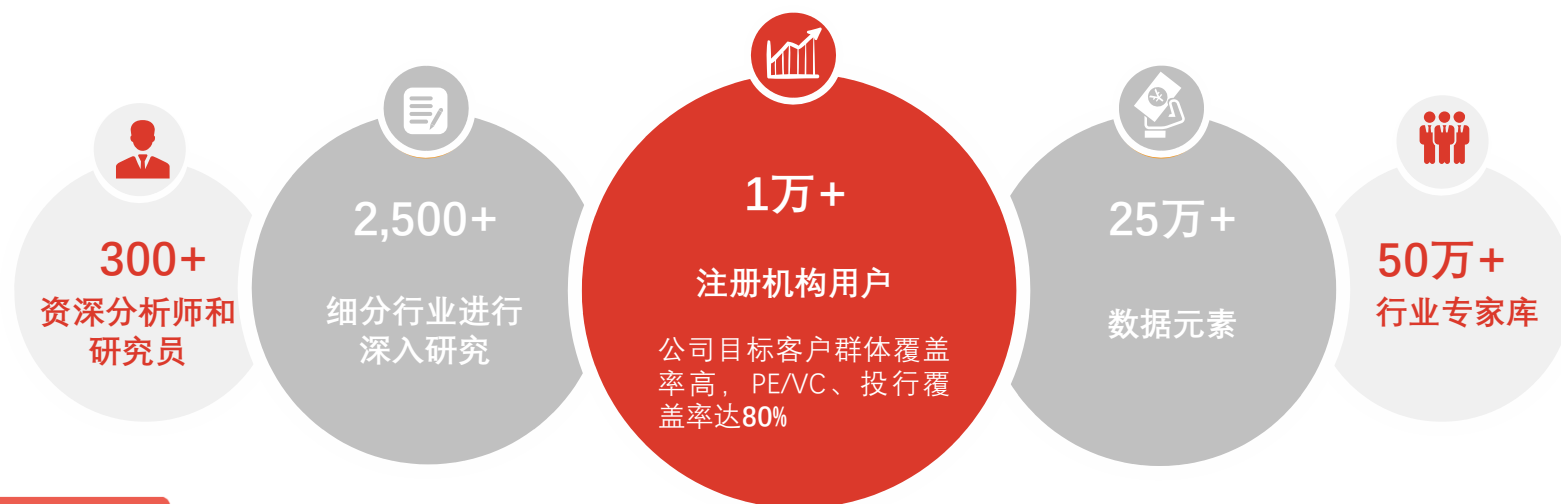 300+
资深分析师和
研究员
2,500+
细分行业进行
深入研究
1万+
注册机构用户
公司目标客户群体覆盖
率高，PE/VC、投行覆
盖率达80%
25万+
数据元素
50万+
行业专家库